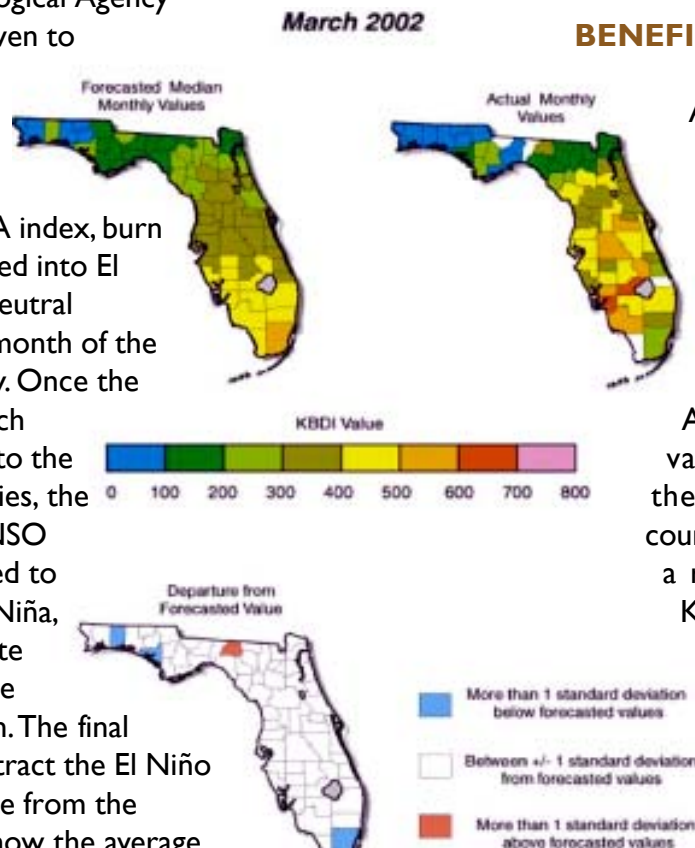 ological Agency
ven to
March 2002
BENEFI
Forecasted Median
Monthly Values
Actual Monthly
Values
A
A index, burn
ed into El
eutral
month of the
y. Once the
ch
to the
ies, the
NSO
ed to
Niña,
te
e
n. The final
tract the El Niño
e from the
now the average
KBDI Value
0 100 200 300 400 500 600 700 800
A
va
the
cour
a r
K
Departure from
Forecasted Value
More than 1 standard deviation
below forecasted values
Between +/- 1 standard deviation
from forecasted values
More than 1 standard deviation
above forecasted values